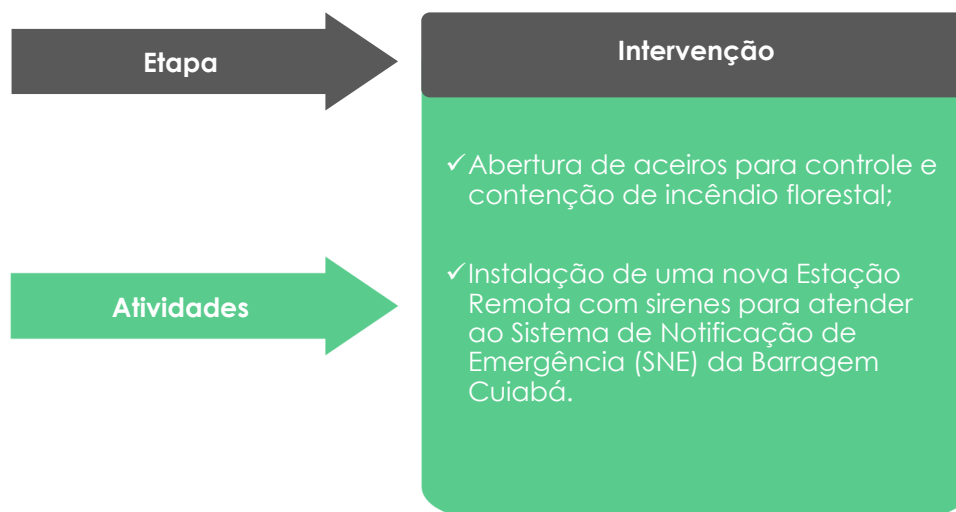 Etapa
Intervenção
✓Abertura de aceiros para controle e
contenção de incêndio florestal;
Atividades
✓Instalação de uma nova Estação
Remota com sirenes para atender
ao Sistema de Notificação de
Emergência (SNE) da Barragem
Cuiabá.